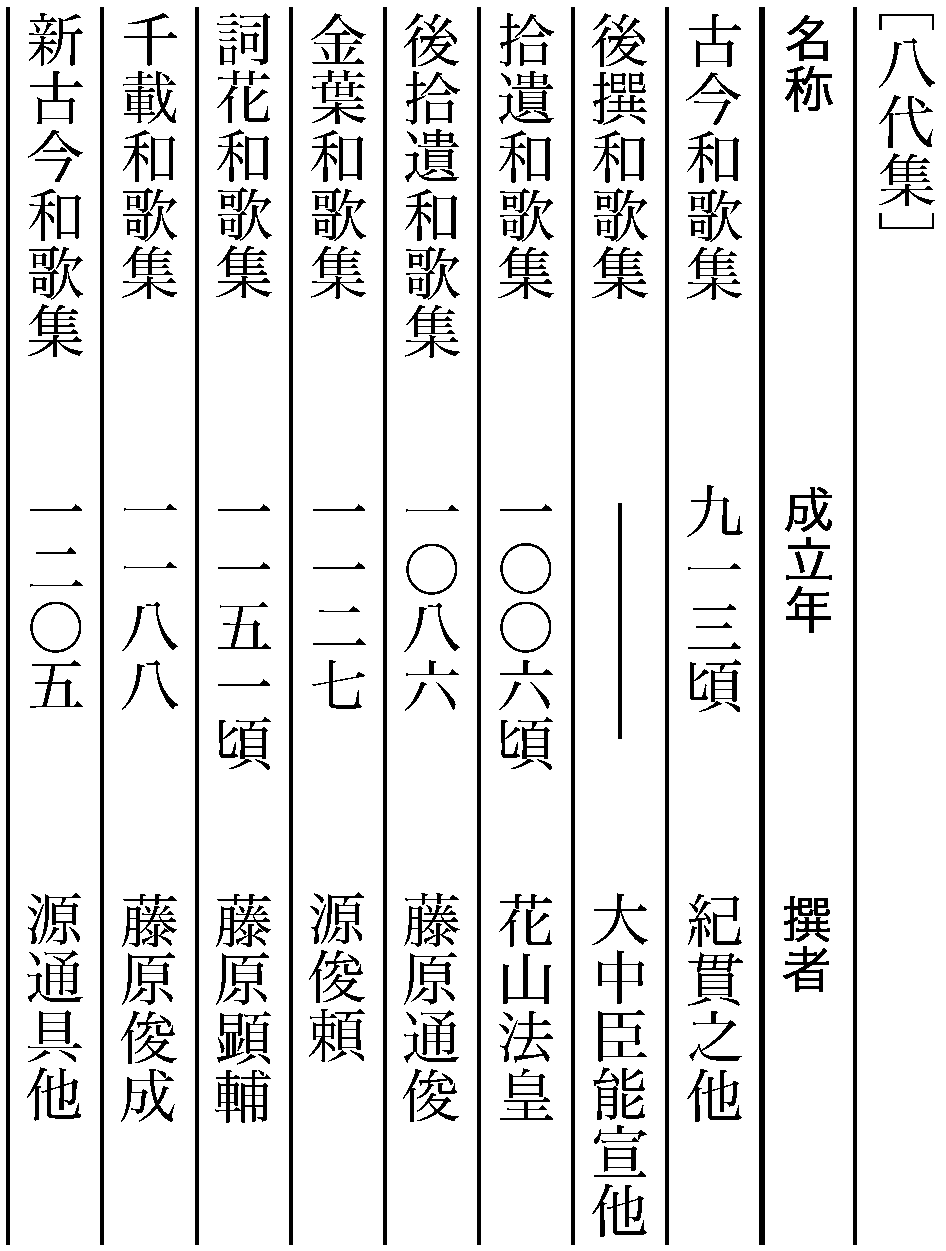 ［八代集］
名称　成立年　撰者
古今和歌集　九一三頃　紀貫之他
後撰和歌集　――――　大中臣能宣他
拾遺和歌集　一〇〇六頃　花山法皇
後拾遺和歌集　一〇八六　藤原通俊
金葉和歌集　一一二七　源俊頼
詞花和歌集　一一五一頃　藤原顕輔
千載和歌集　一一八八　藤原俊成
新古今和歌集　一二〇五　源通具他